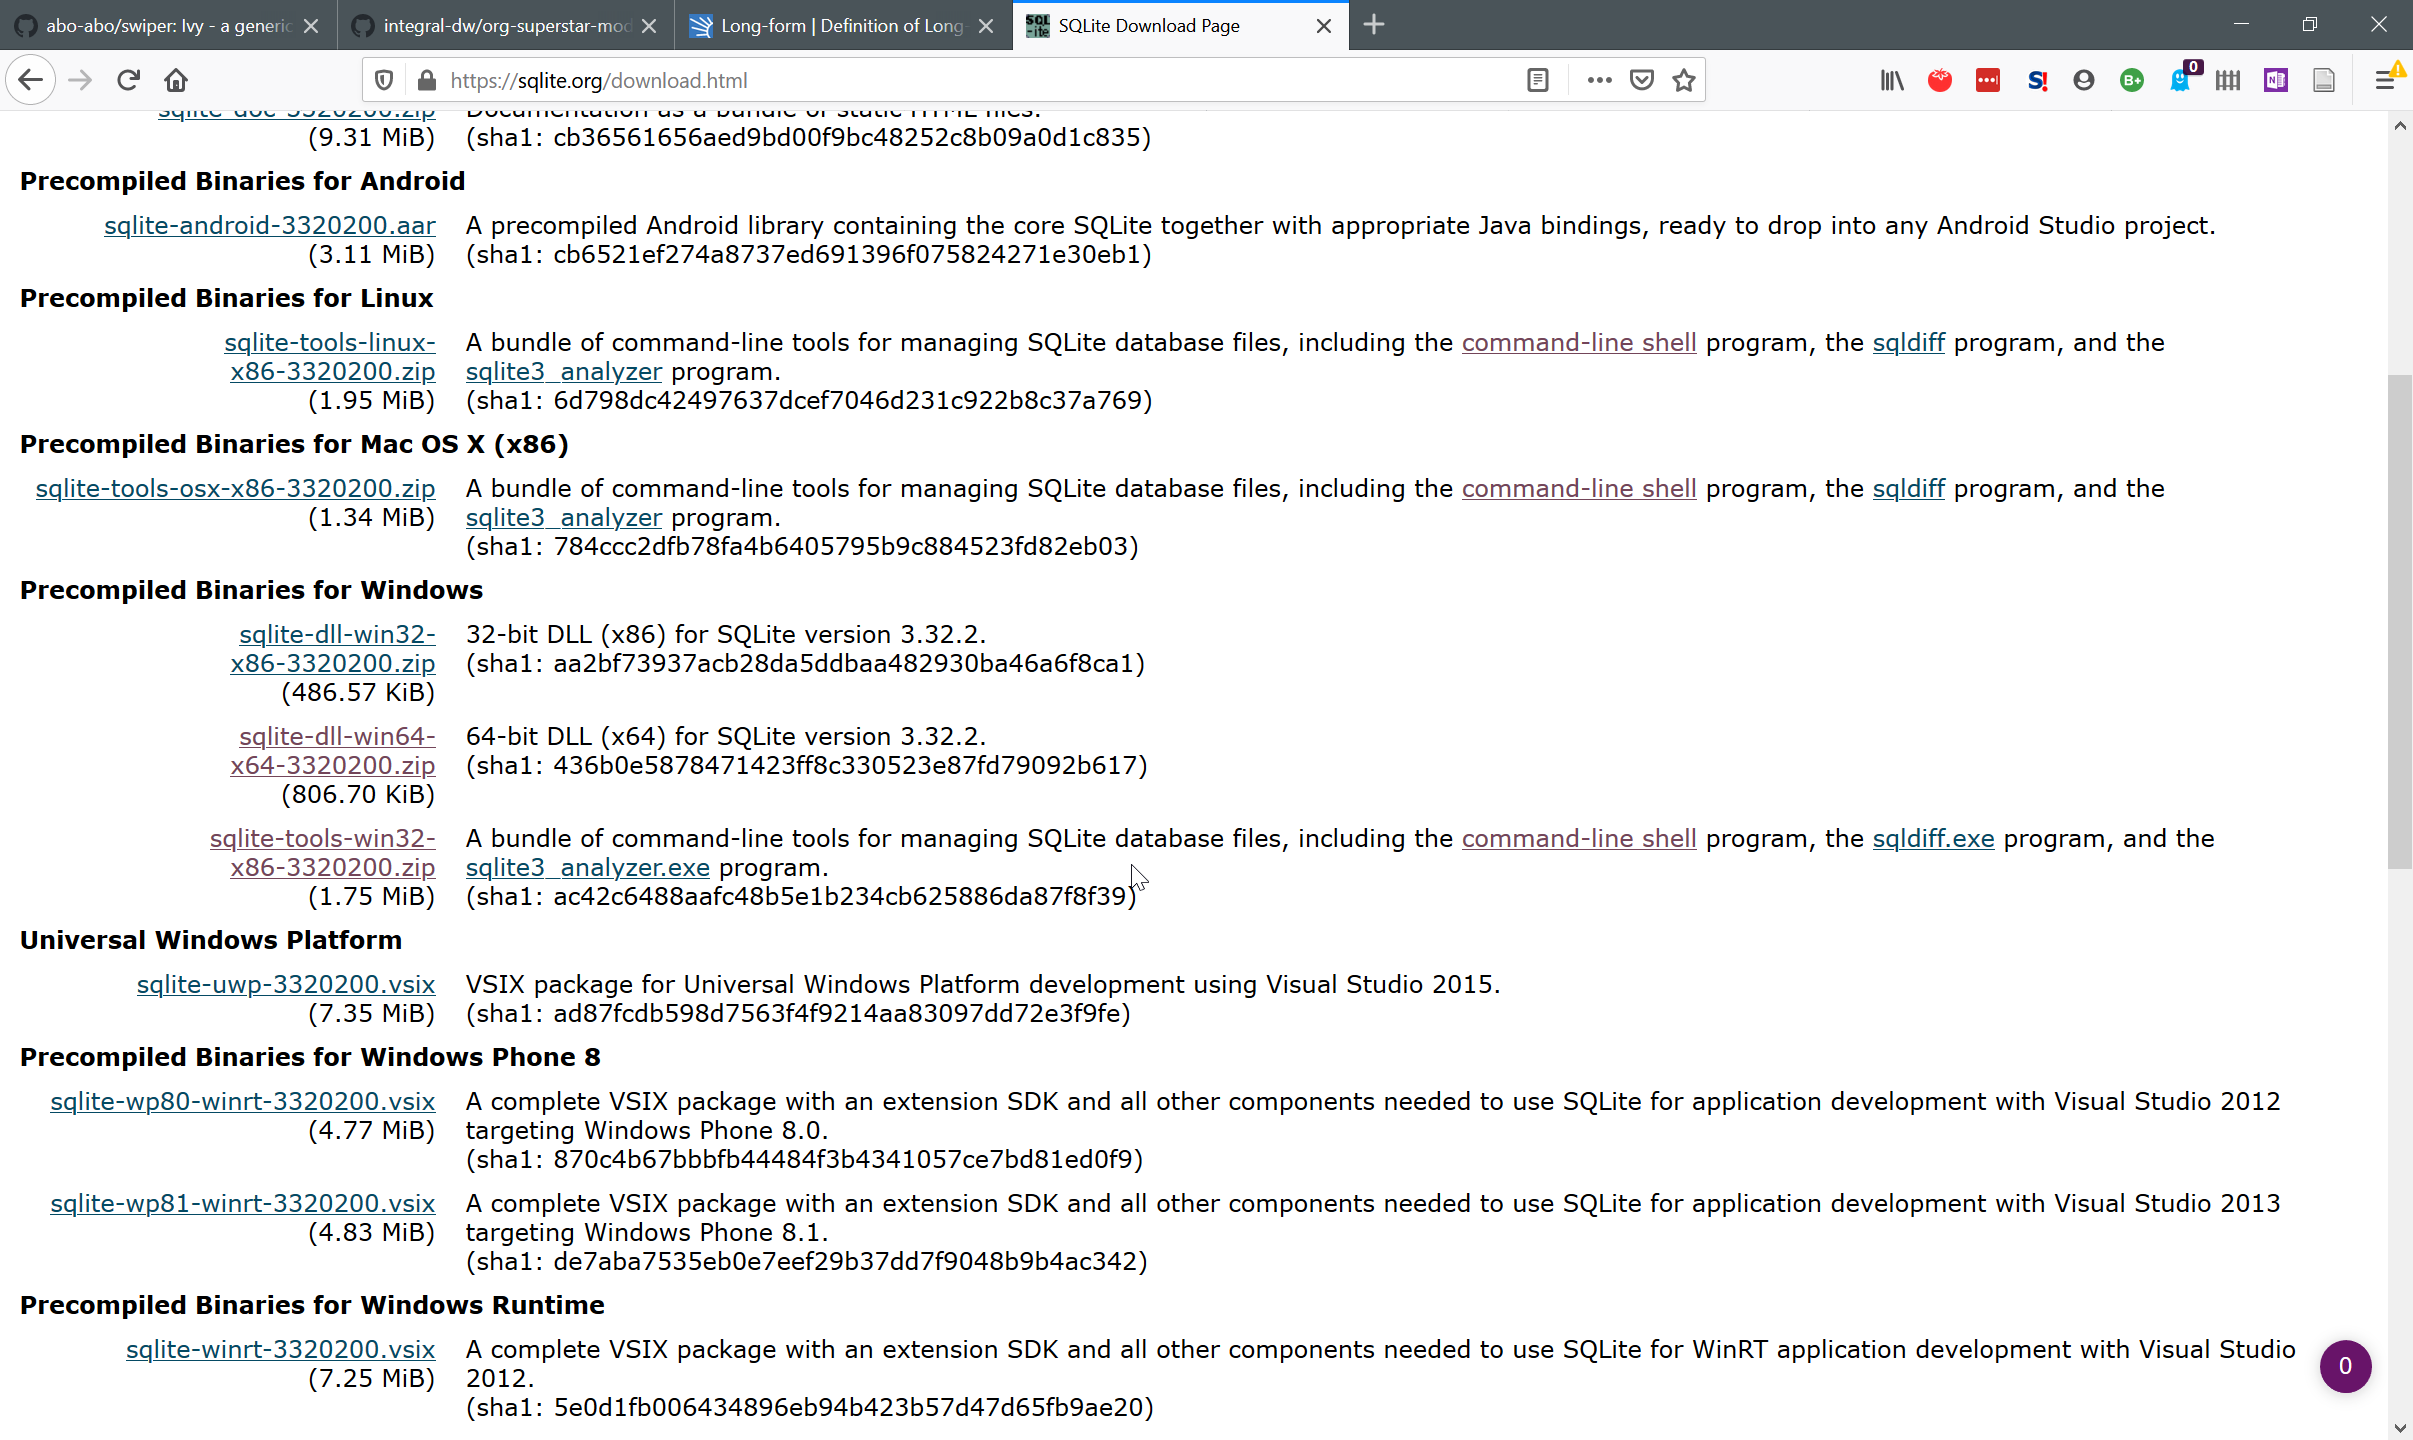 abo-abo/swiper: Ivy - a generic
integral-dw/org-superstar-mod
Long-form | Definition of Long-
SQLite Download Page
https://sqlite.org/download.html
0
sqlite-doc-3320200.zip
(9.31 MiB)
Documentation as a bundle of static HTML files.
(sha1: cb36561656aed9bd00f9bc48252c8b09a0d1c835)
Precompiled Binaries for Android
sqlite-android-3320200.aar
(3.11 MiB)
A precompiled Android library containing the core SQLite together with appropriate Java bindings, ready to drop into any Android Studio project.
(sha1: cb6521ef274a8737ed691396f075824271e30eb1)
Precompiled Binaries for Linux
sqlite-tools-linux-
x86-3320200.zip
(1.95 MiB)
A bundle of command-line tools for managing SQLite database files, including the command-line shell program, the sqldiff program, and the
sqlite3_analyzer program.
(sha1: 6d798dc42497637dcef7046d231c922b8c37a769)
Precompiled Binaries for Mac OS X (x86)
sqlite-tools-osx-x86-3320200.zip
(1.34 MiB)
A bundle of command-line tools for managing SQLite database files, including the command-line shell program, the sqldiff program, and the
sqlite3_analyzer program.
(sha1: 784ccc2dfb78fa4b6405795b9c884523fd82eb03)
Precompiled Binaries for Windows
sqlite-dll-win32-
x86-3320200.zip
(486.57 KiB)
32-bit DLL (x86) for SQLite version 3.32.2.
(sha1: aa2bf73937acb28da5ddbaa482930ba46a6f8ca1)
sqlite-dll-win64-
x64-3320200.zip
(806.70 KiB)
64-bit DLL (x64) for SQLite version 3.32.2.
(sha1: 436b0e5878471423ff8c330523e87fd79092b617)
sqlite-tools-win32-
x86-3320200.zip
(1.75 MiB)
A bundle of command-line tools for managing SQLite database files, including the command-line shell program, the sqldiff.exe program, and the
sqlite3_analyzer.exe program.
(sha1: ac42c6488aafc48b5e1b234cb625886da87f8f39)
Universal Windows Platform
sqlite-uwp-3320200.vsix
(7.35 MiB)
VSIX package for Universal Windows Platform development using Visual Studio 2015.
(sha1: ad87fcdb598d7563f4f9214aa83097dd72e3f9fe)
Precompiled Binaries for Windows Phone 8
sqlite-wp80-winrt-3320200.vsix
(4.77 MiB)
A complete VSIX package with an extension SDK and all other components needed to use SQLite for application development with Visual Studio 2012
targeting Windows Phone 8.0.
(sha1: 870c4b67bbbfb44484f3b4341057ce7bd81ed0f9)
sqlite-wp81-winrt-3320200.vsix
(4.83 MiB)
A complete VSIX package with an extension SDK and all other components needed to use SQLite for application development with Visual Studio 2013
targeting Windows Phone 8.1.
(sha1: de7aba7535eb0e7eef29b37dd7f9048b9b4ac342)
Precompiled Binaries for Windows Runtime
sqlite-winrt-3320200.vsix
(7.25 MiB)
A complete VSIX package with an extension SDK and all other components needed to use SQLite for WinRT application development with Visual Studio
2012.
(sha1: 5e0d1fb006434896eb94b423b57d47d65fb9ae20)
0